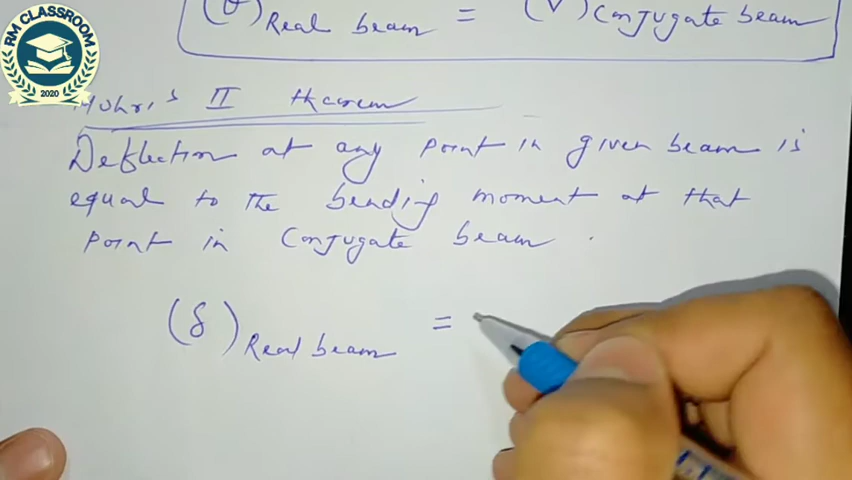 RM CLASSROOM
2020
(θ)Real beam = (V)Conjugate beam
Mohr's II theorem
Deflection at any point in given beam is
equal to the bending moment at that
point in Conjugate beam.
(δ)Real beam =